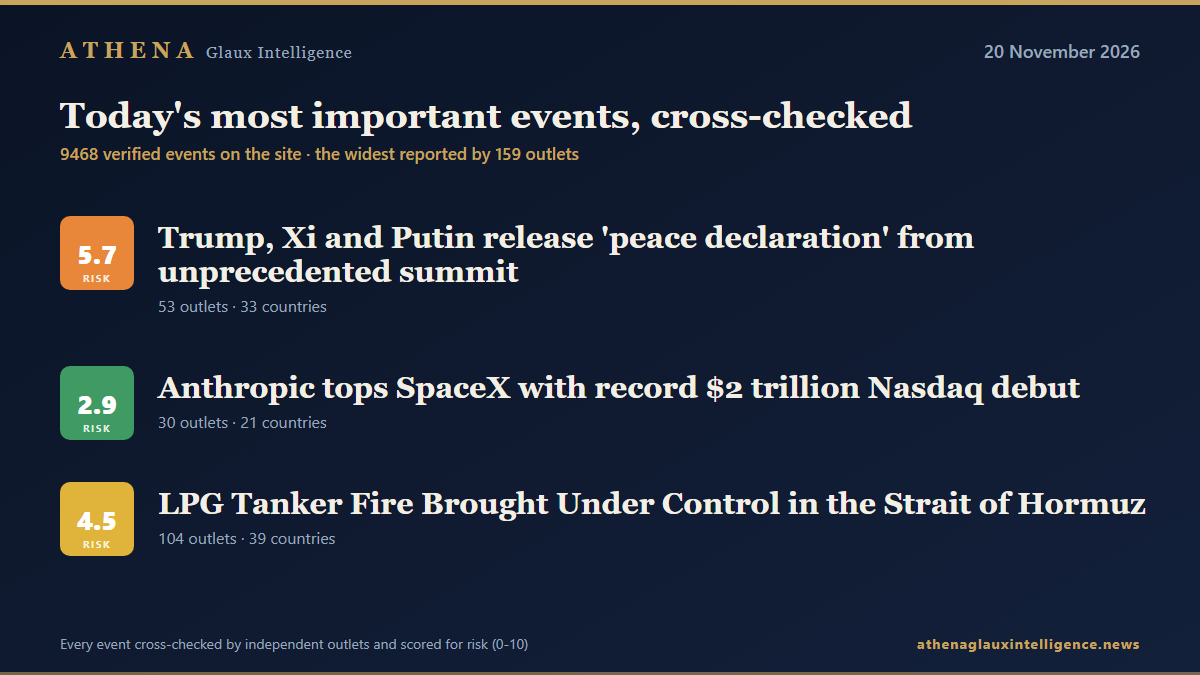 ATHENA Glaux Intelligence
20 November 2026
Today's most important events, cross-checked
9468 verified events on the site · the widest reported by 159 outlets
5.7
RISK
Trump, Xi and Putin release 'peace declaration' from
unprecedented summit
53 outlets · 33 countries
2.9
RISK
Anthropic tops SpaceX with record $2 trillion Nasdaq debut
30 outlets · 21 countries
4.5
RISK
LPG Tanker Fire Brought Under Control in the Strait of Hormuz
104 outlets · 39 countries
Every event cross-checked by independent outlets and scored for risk (0-10)
athenaglauxintelligence.news